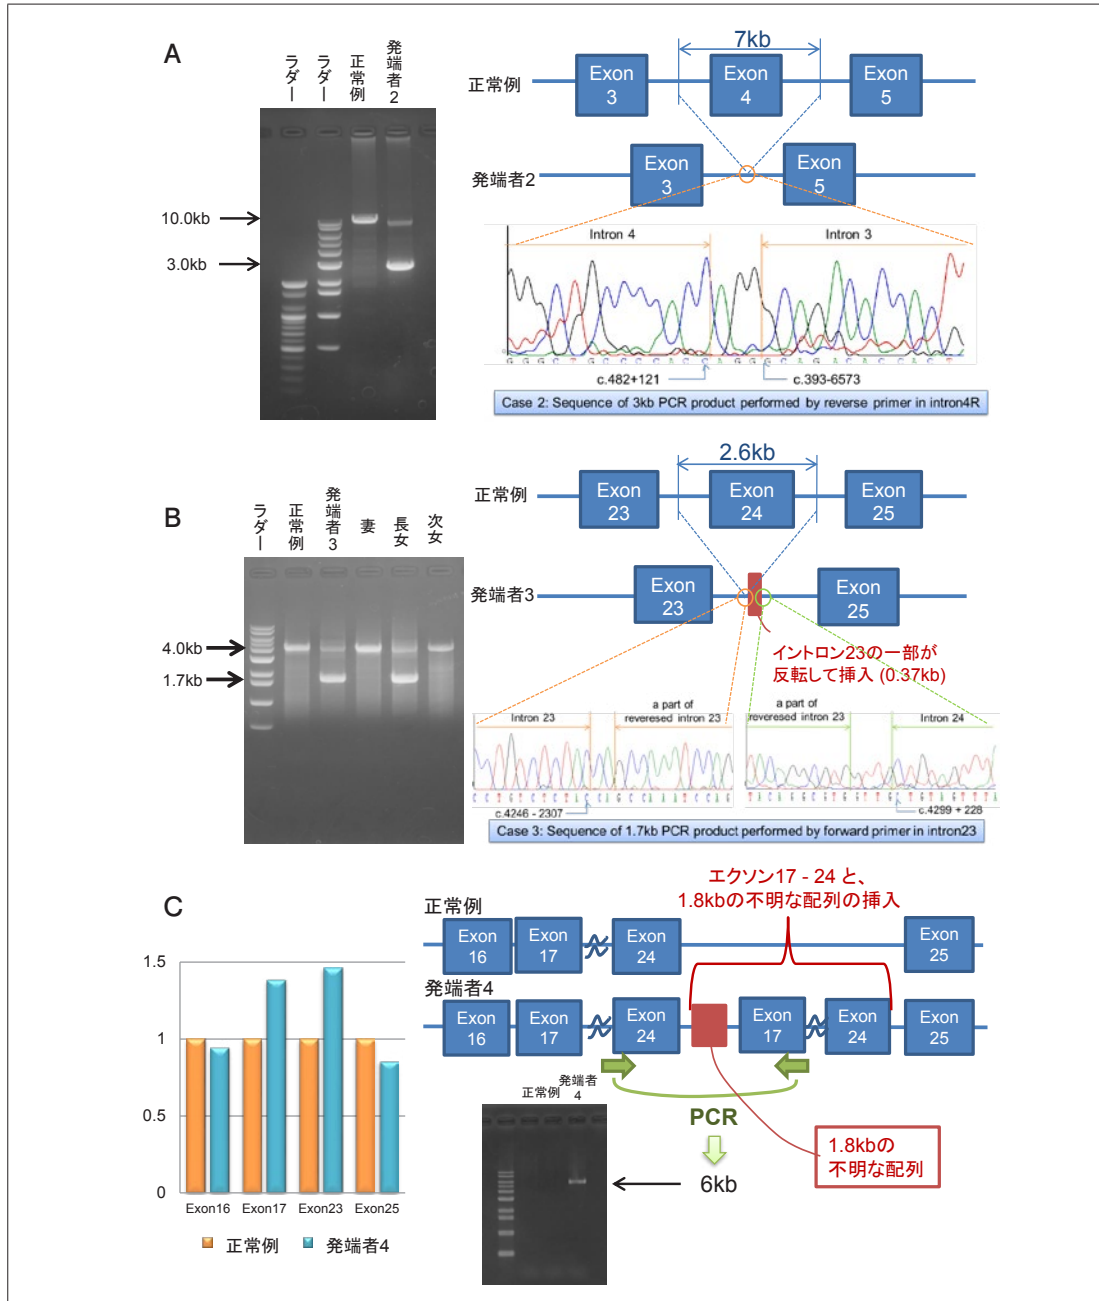 A
ラダー
ラダー
正常例
発端者2
10.0kb
3.0kb
7kb
正常例
Exon 3
Exon 4
Exon 5
発端者2
Exon 3
Exon 5
Intron 4
Intron 3
c.482+121
c.393-6573
Case 2: Sequence of 3kb PCR product performed by reverse primer in intron4R
B
ラダー
正常例
発端者3
妻
長女
次女
4.0kb
1.7kb
2.6kb
正常例
Exon 23
Exon 24
Exon 25
発端者3
Exon 23
Exon 25
イントロン23の一部が
反転して挿入 (0.37kb)
Intron 23
a part of
reveresed intron 23
a part of
reveresed intron 23
Intron 24
C C T G T C T C T A C C A G C C A A A T C C A G
T A C A G G C G T G G T T G C T G T A G T T T A
c.4246 - 2307
c.4299 + 228
Case 3: Sequence of 1.7kb PCR product performed by forward primer in intron23
C
エクソン17 - 24 と、
1.8kbの不明な配列の挿入
正常例
Exon 16
Exon 17
Exon 24
Exon 25
発端者4
Exon 16
Exon 17
Exon 24
Exon 17
Exon 24
Exon 25
1.5
1
0.5
0
Exon16
Exon17
Exon23
Exon25
正常例
発端者4
正常例
発端者4
PCR
6kb
1.8kbの
不明な配列